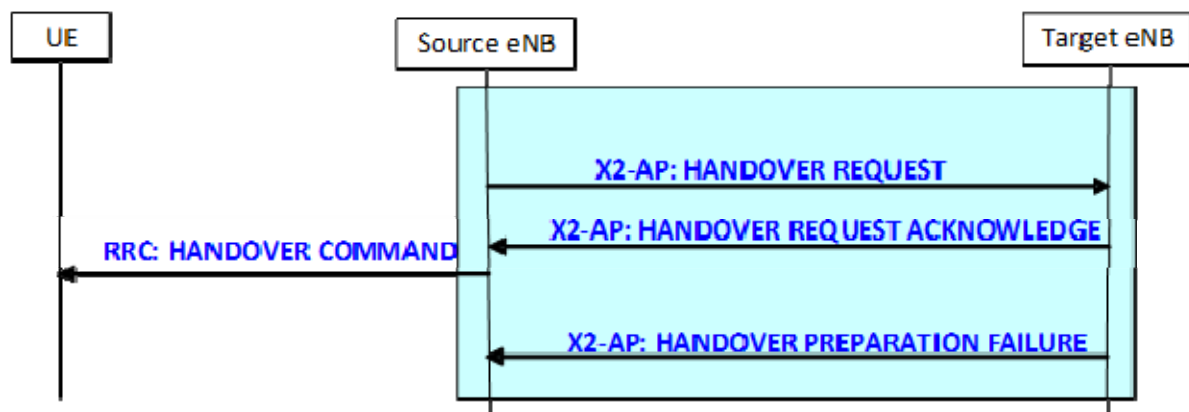 UE
Source eNB
Target eNB
X2-AP: HANDOVER REQUEST
X2-AP: HANDOVER REQUEST ACKNOWLEDGE
RRC: HANDOVER COMMAND
X2-AP: HANDOVER PREPARATION FAILURE